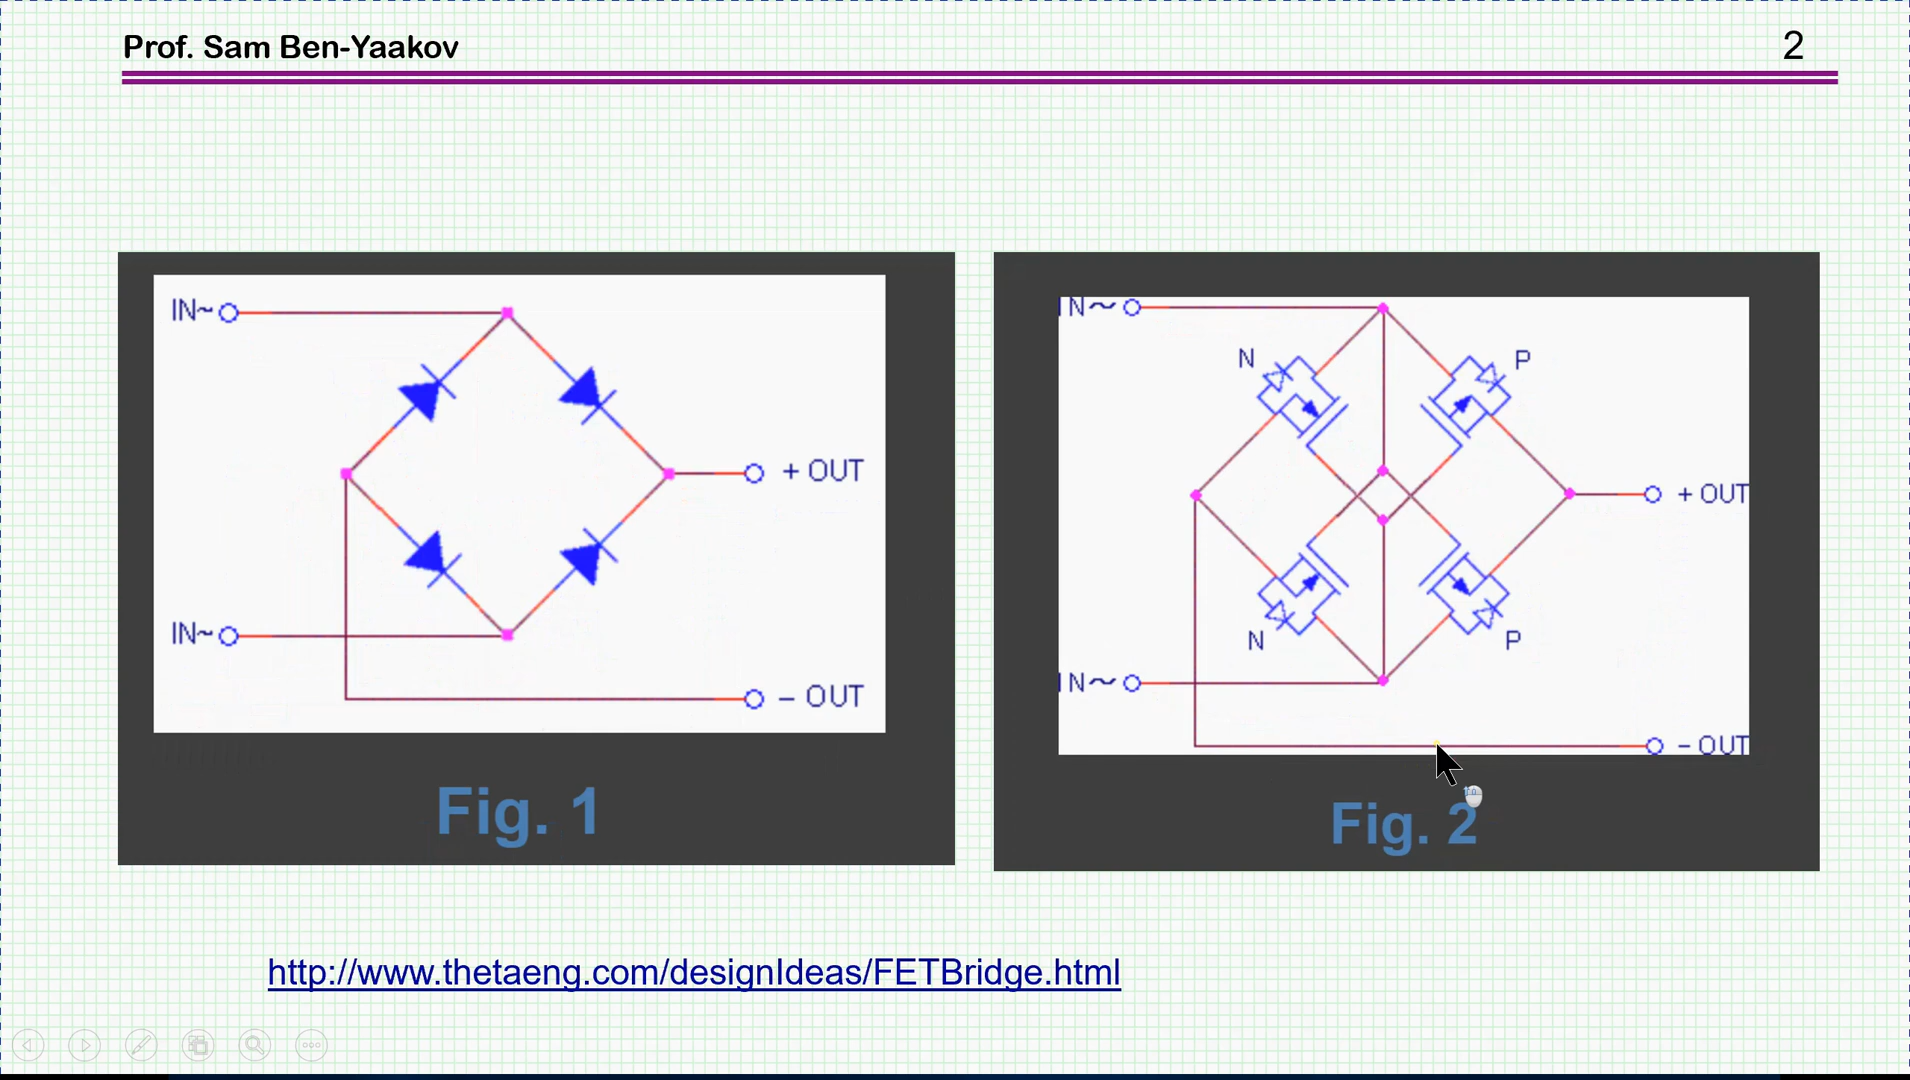 Prof. Sam Ben-Yaakov
2
IN~
+ OUT
IN~
- OUT
Fig. 1
IN~
N
P
+ OUT
N
P
IN~
- OUT
Fig. 2
http://www.thetaeng.com/designIdeas/FETBridge.html